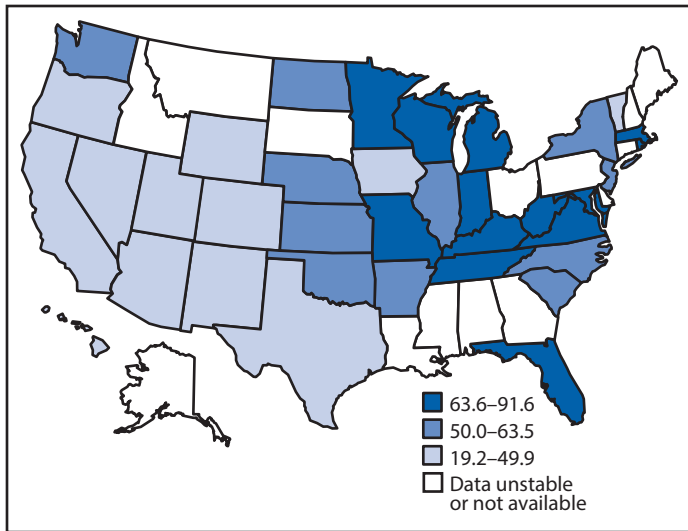 63.6–91.6
50.0–63.5
19.2–49.9
Data unstable
or not available